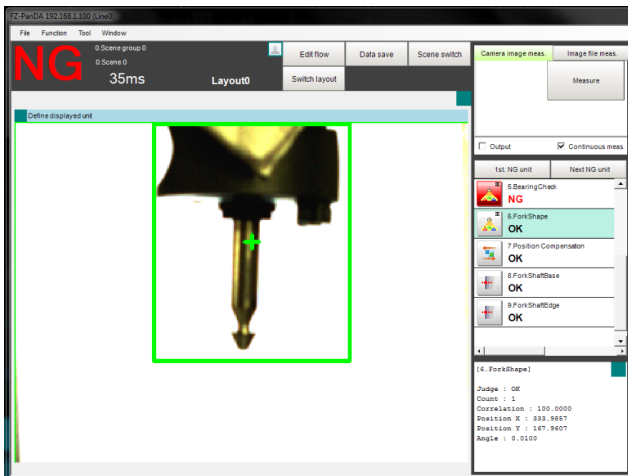 FZ-PanDA 192.168.1.100 [Line0
File Function Tool Window
NG
0.Scene group 0
0.Scene 0
35ms
Layout0
Edit flow
Data save
Scene switch
Switch layout
Camera image meas.
Image file meas.
Measure
Define displayed unit
Output
Continuous meas.
1st. NG unit
Next NG unit
5.BearingCheck
NG
6.ForkShape
OK
7.Position Compensation
OK
8.ForkShaftBase
OK
9.ForkShaftEdge
OK
[6.ForkShape]
Judge : OK
Count : 1
Correlation : 100.0000
Position X : 333.9857
Position Y : 167.9607
Angle : 0.0100